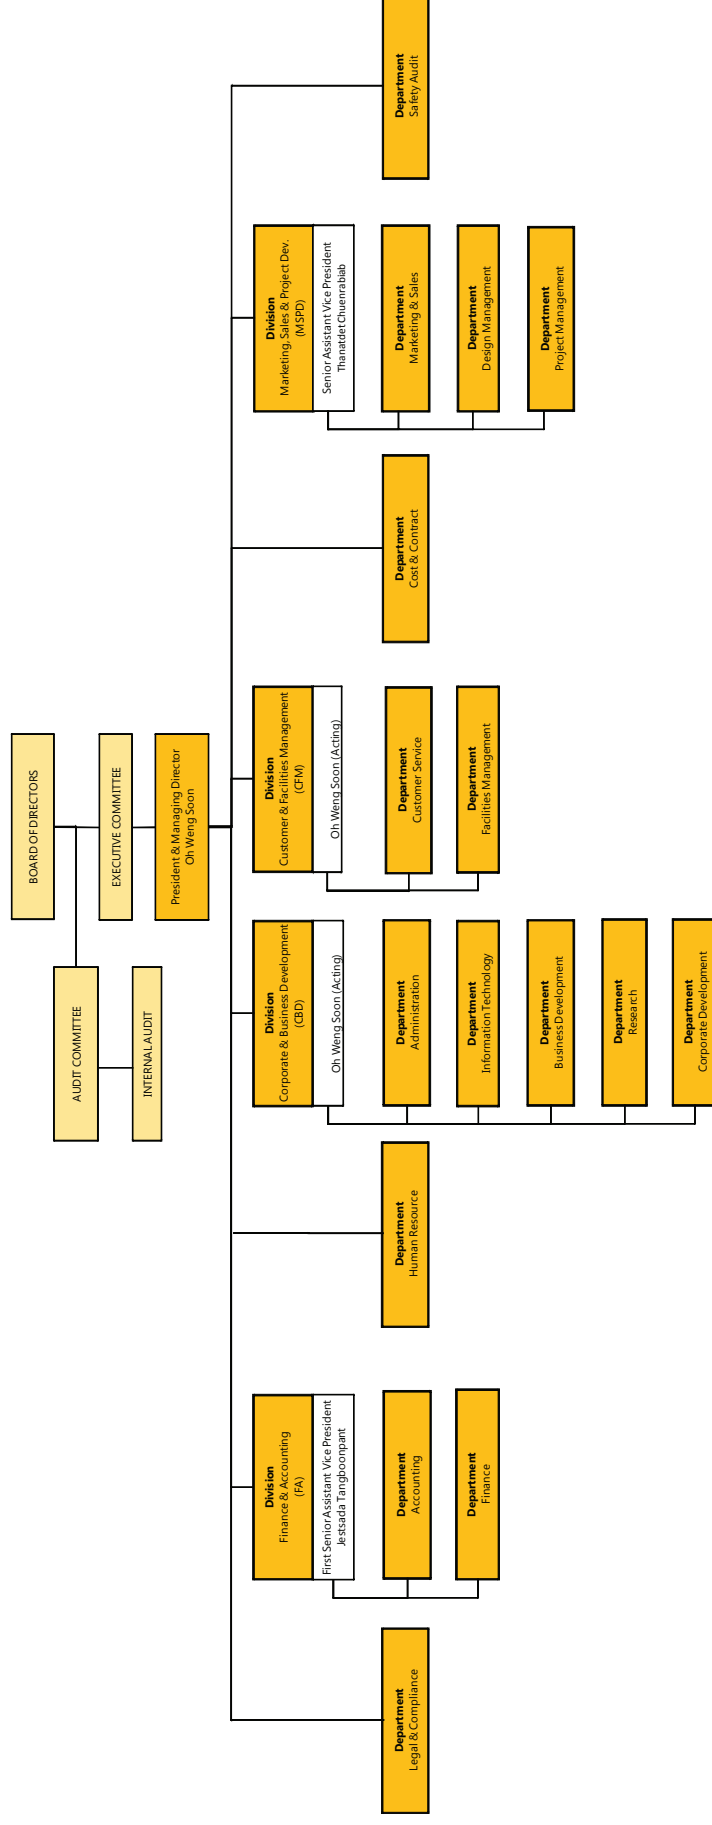 BOARD OF DIRECTORS
AUDIT COMMITTEE
EXECUTIVE COMMITTEE
INTERNAL AUDIT
President & Managing Director
Oh Weng Soon
Department
Legal & Compliance
Division
Finance & Accounting
(FA)
First Senior Assistant Vice President
Jestsada Tangboonpant
Department
Accounting
Department
Finance
Department
Human Resource
Division
Corporate & Business Development
(CBD)
Oh Weng Soon (Acting)
Department
Administration
Department
Information Technology
Department
Business Development
Department
Research
Department
Corporate Development
Division
Customer & Facilities Management
(CFM)
Oh Weng Soon (Acting)
Department
Customer Service
Department
Facilities Management
Department
Cost & Contract
Division
Marketing, Sales & Project Dev.
(MSPD)
Senior Assistant Vice President
Thanatdet Chuenrabiab
Department
Marketing & Sales
Department
Design Management
Department
Project Management
Department
Safety Audit